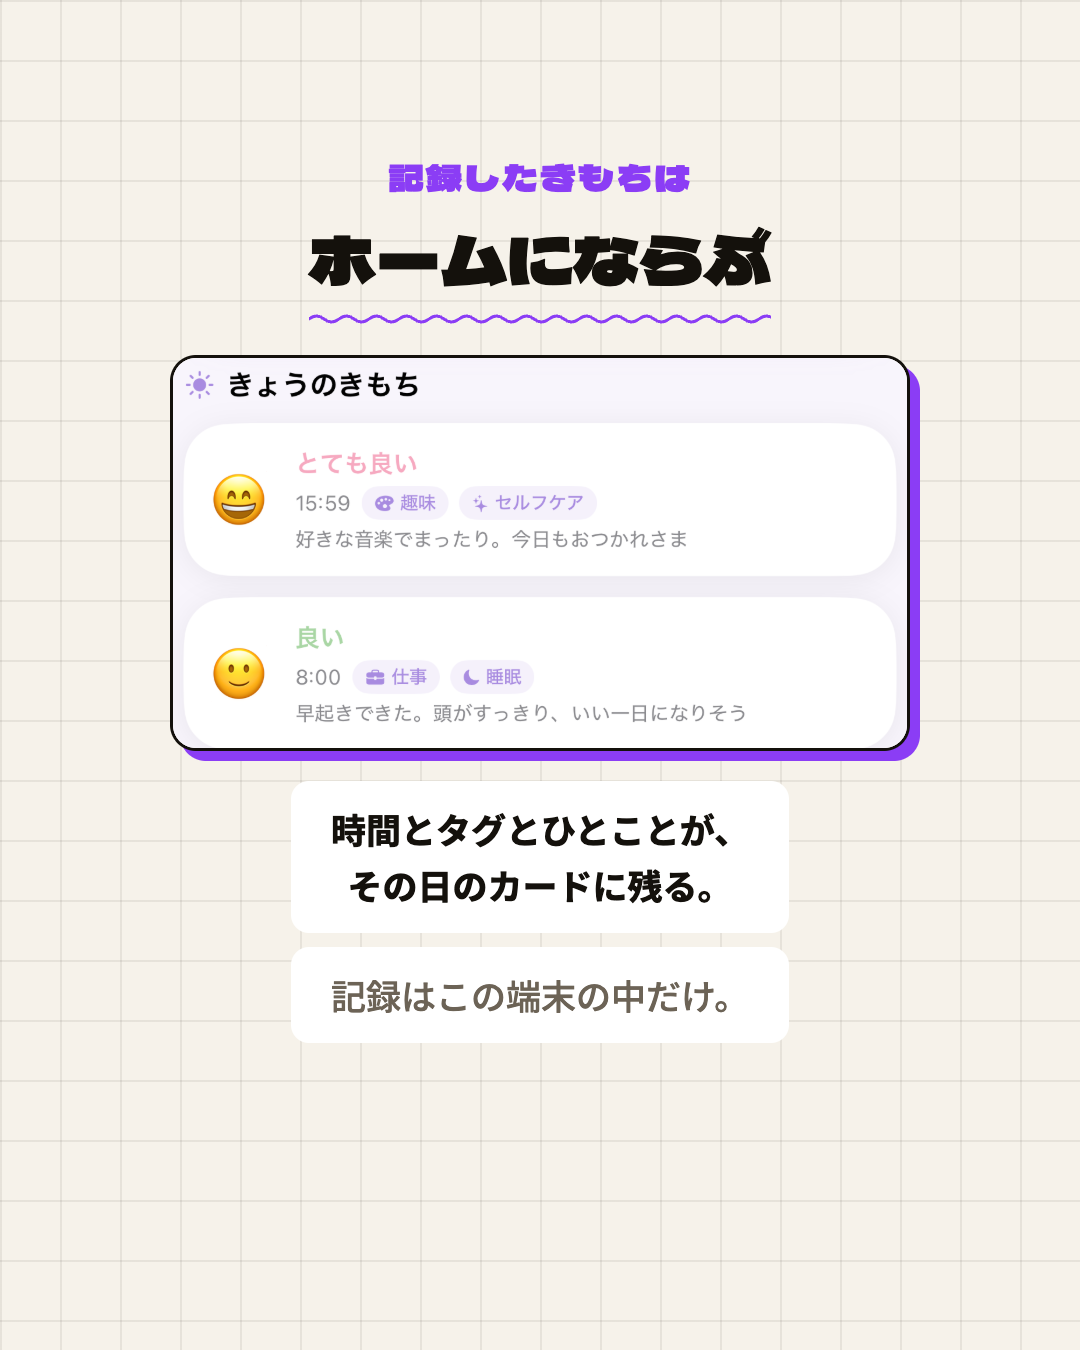 記録したきもちは
ホームにならぶ
きょうのきもち
とても良い
15:59 趣味 セルフケア
好きな音楽でまったり。今日もおつかれさま
良い
8:00 仕事 睡眠
早起きできた。頭がすっきり、いい一日になりそう
時間とタグとひとことが、
その日のカードに残る。
記録はこの端末の中だけ。